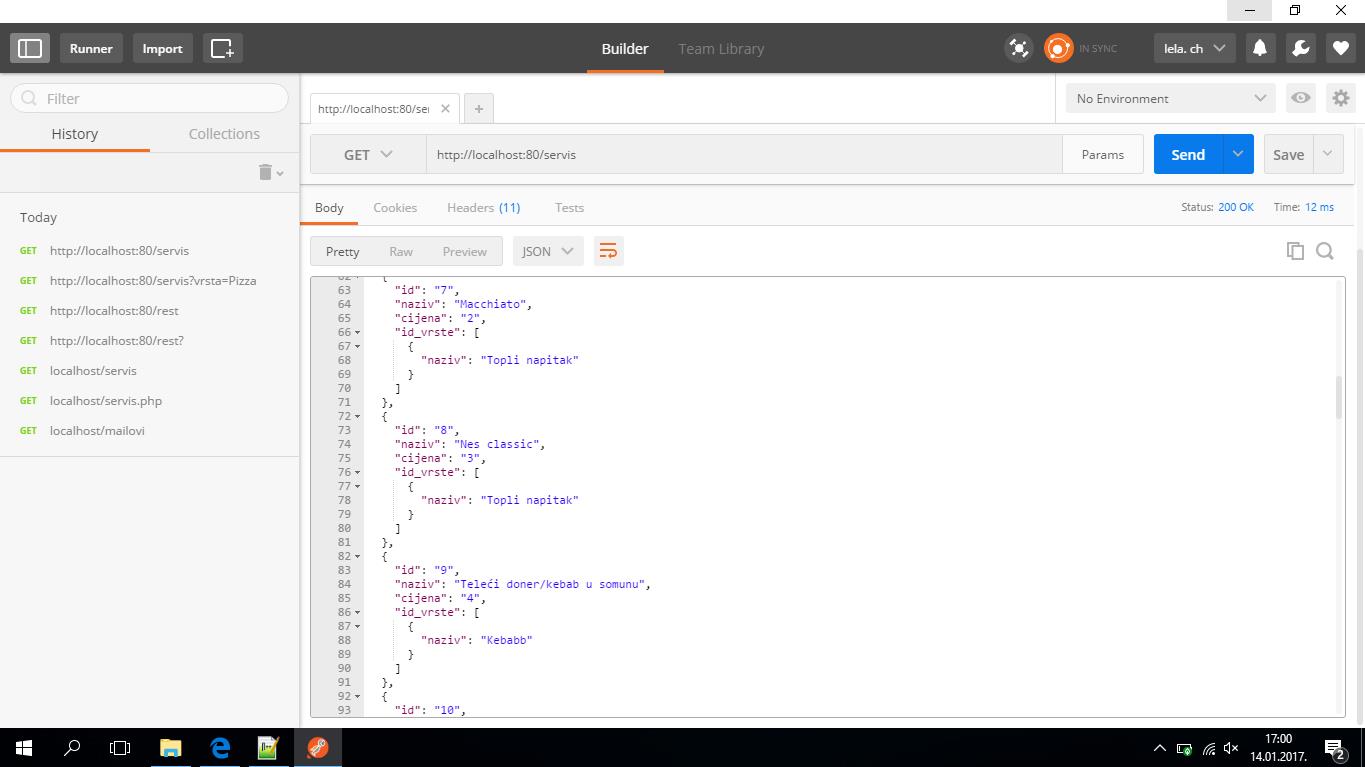 Runner
Import
Builder
Team Library
IN SYNC
lela. ch
Filter
History
Collections
Today
GET http://localhost:80/servis
GET http://localhost:80/servis?vrsta=Pizza
GET http://localhost:80/rest
GET http://localhost:80/rest?
GET localhost/servis
GET localhost/servis.php
GET localhost/mailovi
http://localhost:80/ser
No Environment
GET http://localhost:80/servis Params Send Save
Body Cookies Headers (11) Tests Status: 200 OK Time: 12 ms
Pretty Raw Preview JSON
62 {
63 "id": "7",
64 "naziv": "Macchiato",
65 "cijena": "2",
66 "id_vrste": [
67 {
68 "naziv": "Topli napitak"
69 }
70 ]
71 },
72 {
73 "id": "8",
74 "naziv": "Nes classic",
75 "cijena": "3",
76 "id_vrste": [
77 {
78 "naziv": "Topli napitak"
79 }
80 ]
81 },
82 {
83 "id": "9",
84 "naziv": "Teleći doner/kebab u somunu",
85 "cijena": "4",
86 "id_vrste": [
87 {
88 "naziv": "Kebabb"
89 }
90 ]
91 },
92 {
93 "id": "10",
17:00
14.01.2017.
2